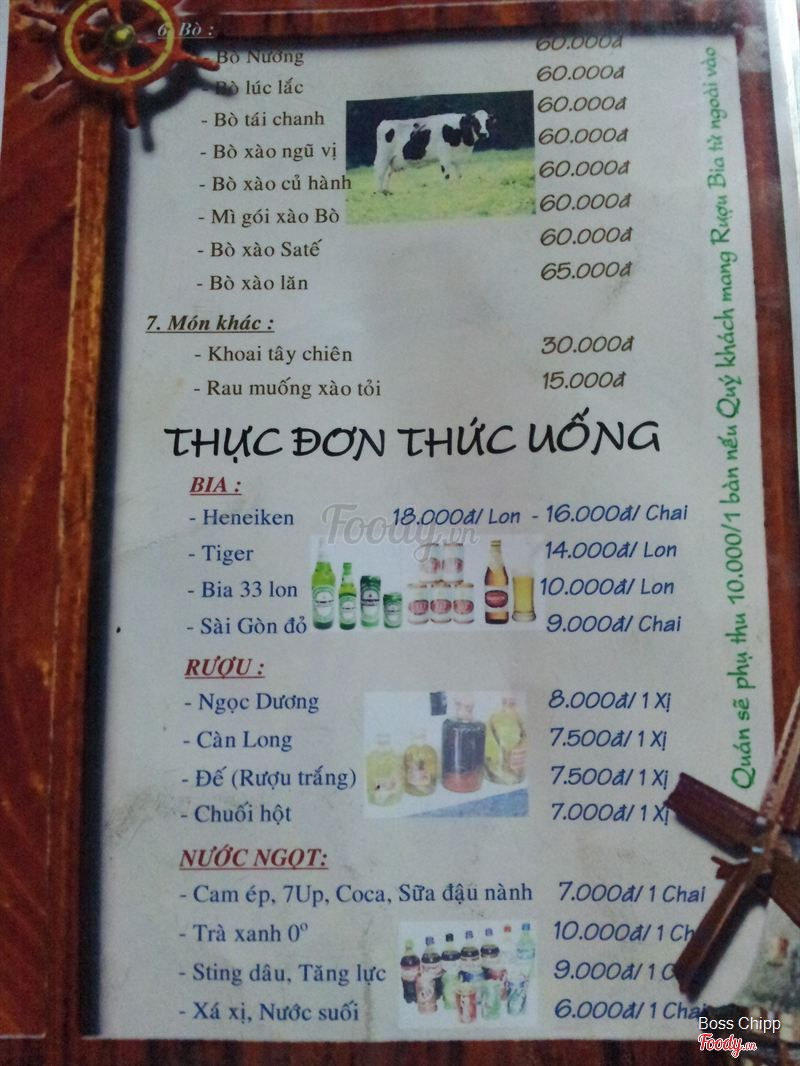 6. Bò :
- Bò Nướng 60.000đ
- Bò lúc lắc 60.000đ
- Bò tái chanh 60.000đ
- Bò xào ngũ vị 60.000đ
- Bò xào củ hành 60.000đ
- Mì gói xào Bò 60.000đ
- Bò xào Satế 60.000đ
- Bò xào lăn 65.000đ
7. Món khác :
- Khoai tây chiên 30.000đ
- Rau muống xào tỏi 15.000đ
THỰC ĐƠN THỨC UỐNG
BIA :
- Heneiken 18.000đ/ Lon - 16.000đ/ Chai
- Tiger 14.000đ/ Lon
- Bia 33 lon 10.000đ/ Lon
- Sài Gòn đỏ 9.000đ/ Chai
RƯỢU :
- Ngọc Dương 8.000đ/ 1 Xị
- Càn Long 7.500đ/ 1 Xị
- Đế (Rượu trắng) 7.500đ/ 1 Xị
- Chuối hột 7.000đ/ 1 Xị
NƯỚC NGỌT:
- Cam ép, 7Up, Coca, Sữa đậu nành 7.000đ/ 1 Chai
- Trà xanh 0º 10.000đ/ 1 Ch
- Sting dâu, Tăng lực 9.000đ/ 1 C
- Xá xị, Nước suối 6.000đ/ 1 Chai
Quán sẽ phụ thu 10.000/1 bàn nếu Quý khách mang Rượu Bia từ ngoài vào
Foody.vn
Boss Chipp
Foody.vn